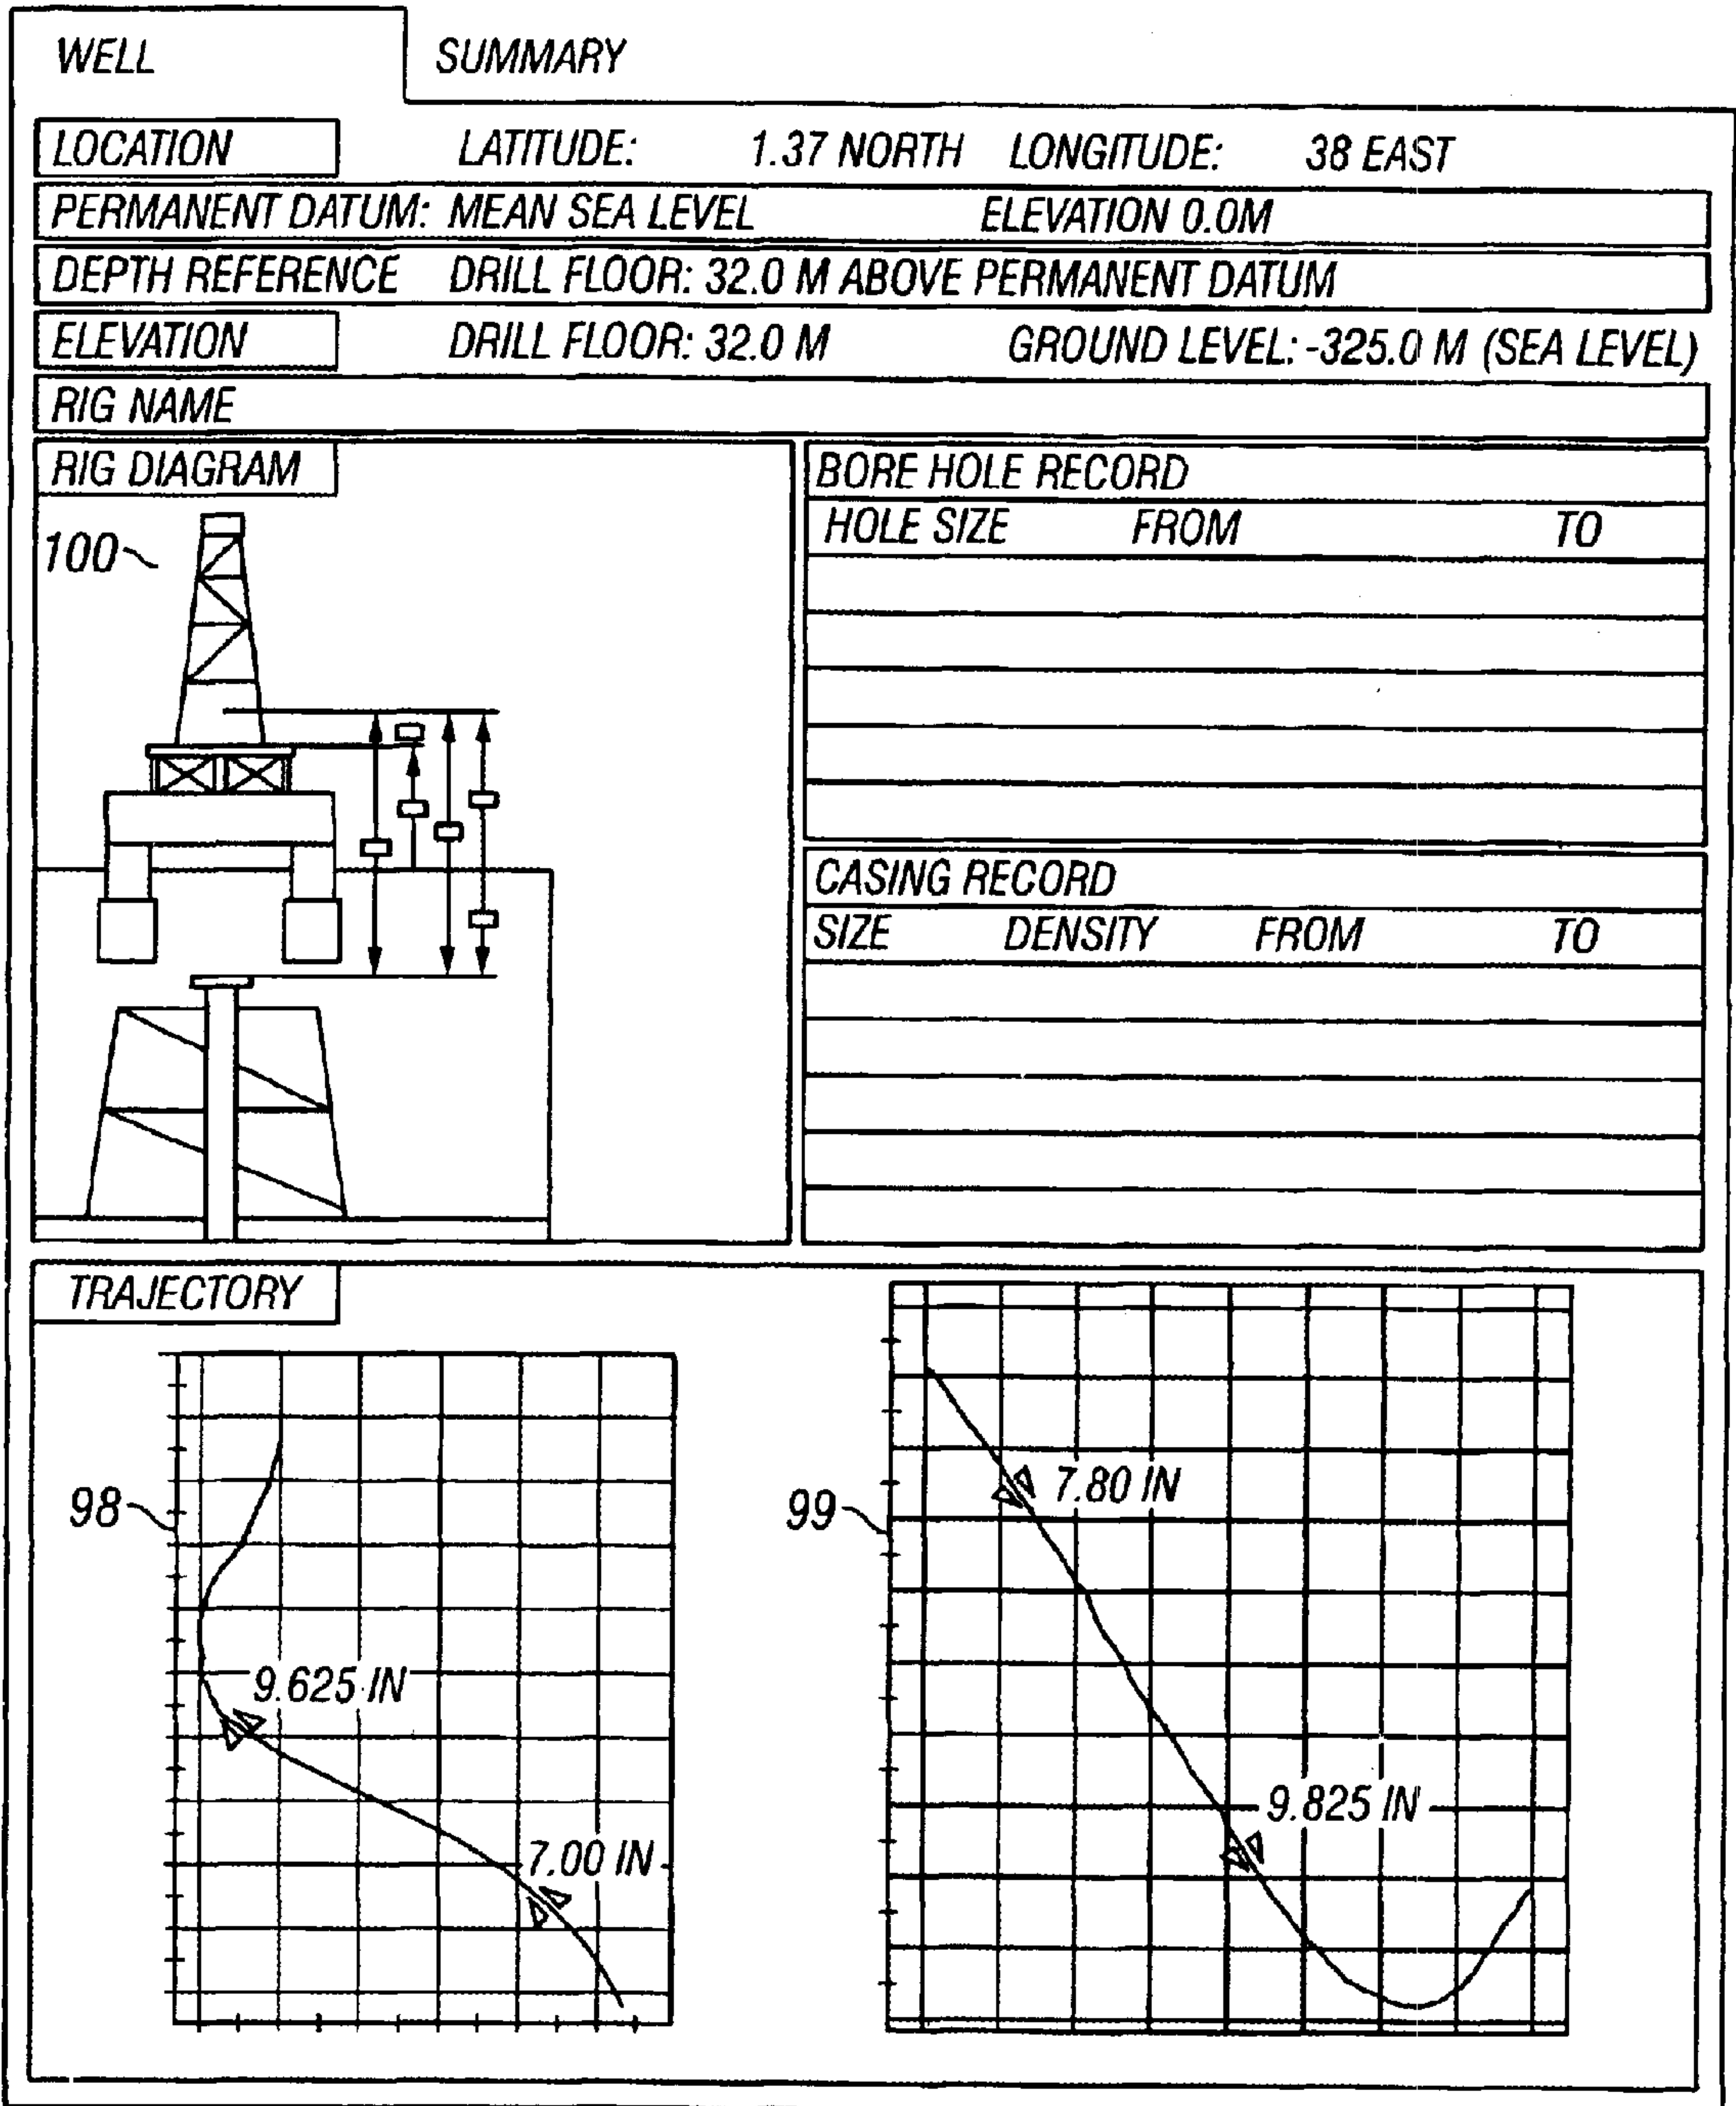 WELL SUMMARY
LOCATION LATITUDE: 1.37 NORTH LONGITUDE: 38 EAST
PERMANENT DATUM: MEAN SEA LEVEL ELEVATION 0.0M
DEPTH REFERENCE DRILL FLOOR: 32.0 M ABOVE PERMANENT DATUM
ELEVATION DRILL FLOOR: 32.0 M GROUND LEVEL: -325.0 M (SEA LEVEL)
RIG NAME
RIG DIAGRAM
100
BORE HOLE RECORD
HOLE SIZE FROM TO
CASING RECORD
SIZE DENSITY FROM TO
TRAJECTORY
98
9.625 IN
7.00 IN
99
7.80 IN
9.825 IN